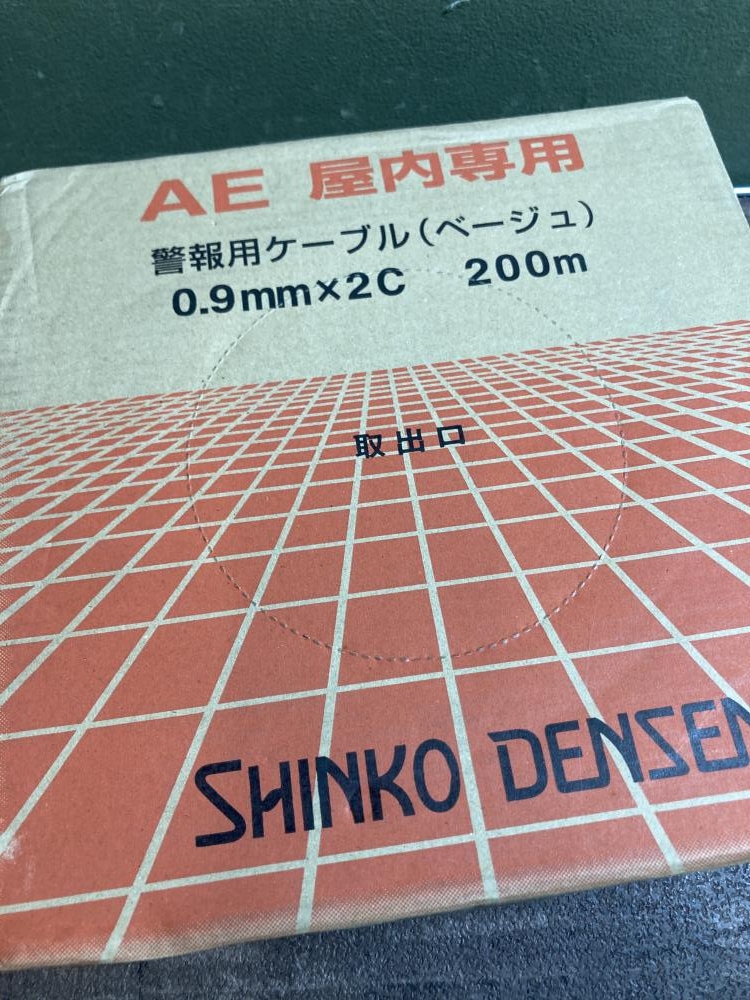 AE 屋内専用
警報用ケーブル(ベージュ)
0.9mm×2C 200m
取出口
SHINKO DENSEN